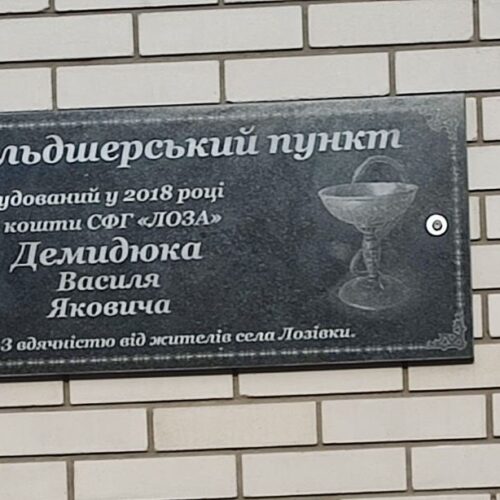 льдшерський пункт
удований у 2018 році
кошти СФГ «ЛОЗА»
Демидюка
Василя
Яковича
З вдячністю від жителів села Лозівки.